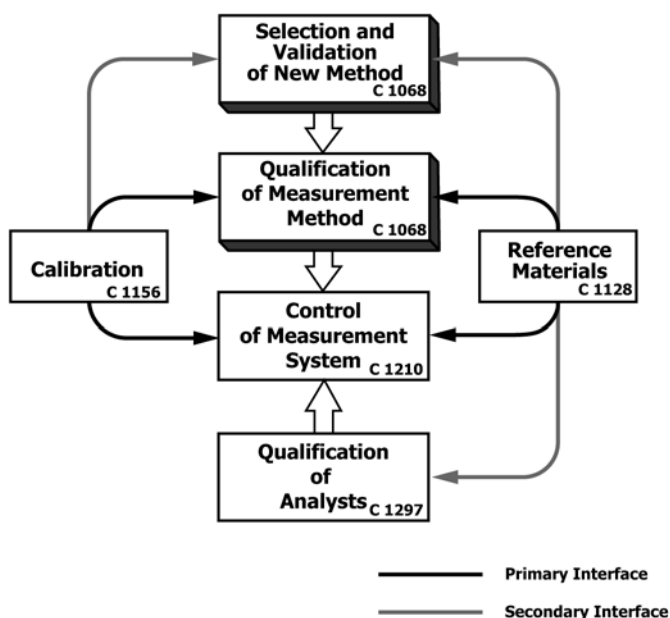 Selection and
Validation
of New Method
C 1068
Qualification
of Measurement
Method
C 1068
Calibration
C 1156
Reference
Materials
C 1128
Control
of Measurement
System
C 1210
Qualification
of
Analysts
C 1297
Primary Interface
Secondary Interface